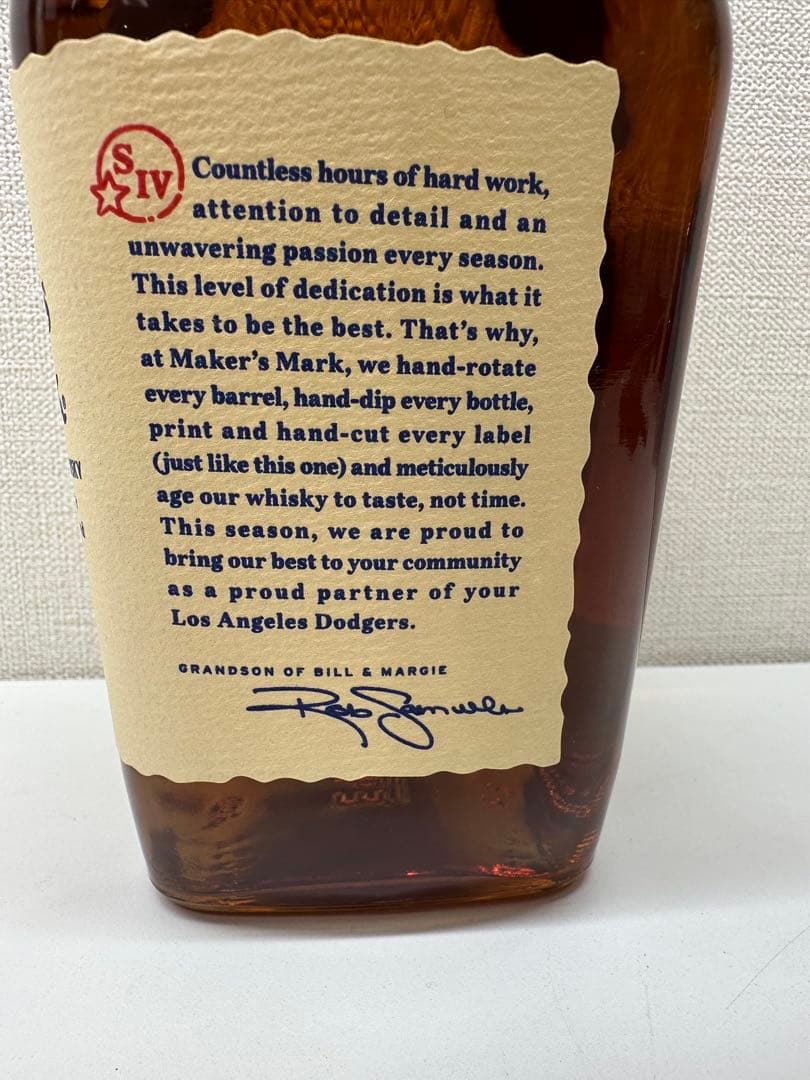 S IV
Countless hours of hard work,
attention to detail and an
unwavering passion every season.
This level of dedication is what it
takes to be the best. That's why,
at Maker's Mark, we hand-rotate
every barrel, hand-dip every bottle,
print and hand-cut every label
(just like this one) and meticulously
age our whisky to taste, not time.
This season, we are proud to
bring our best to your community
as a proud partner of your
Los Angeles Dodgers.
GRANDSON OF BILL & MARGIE
Rob Samuels